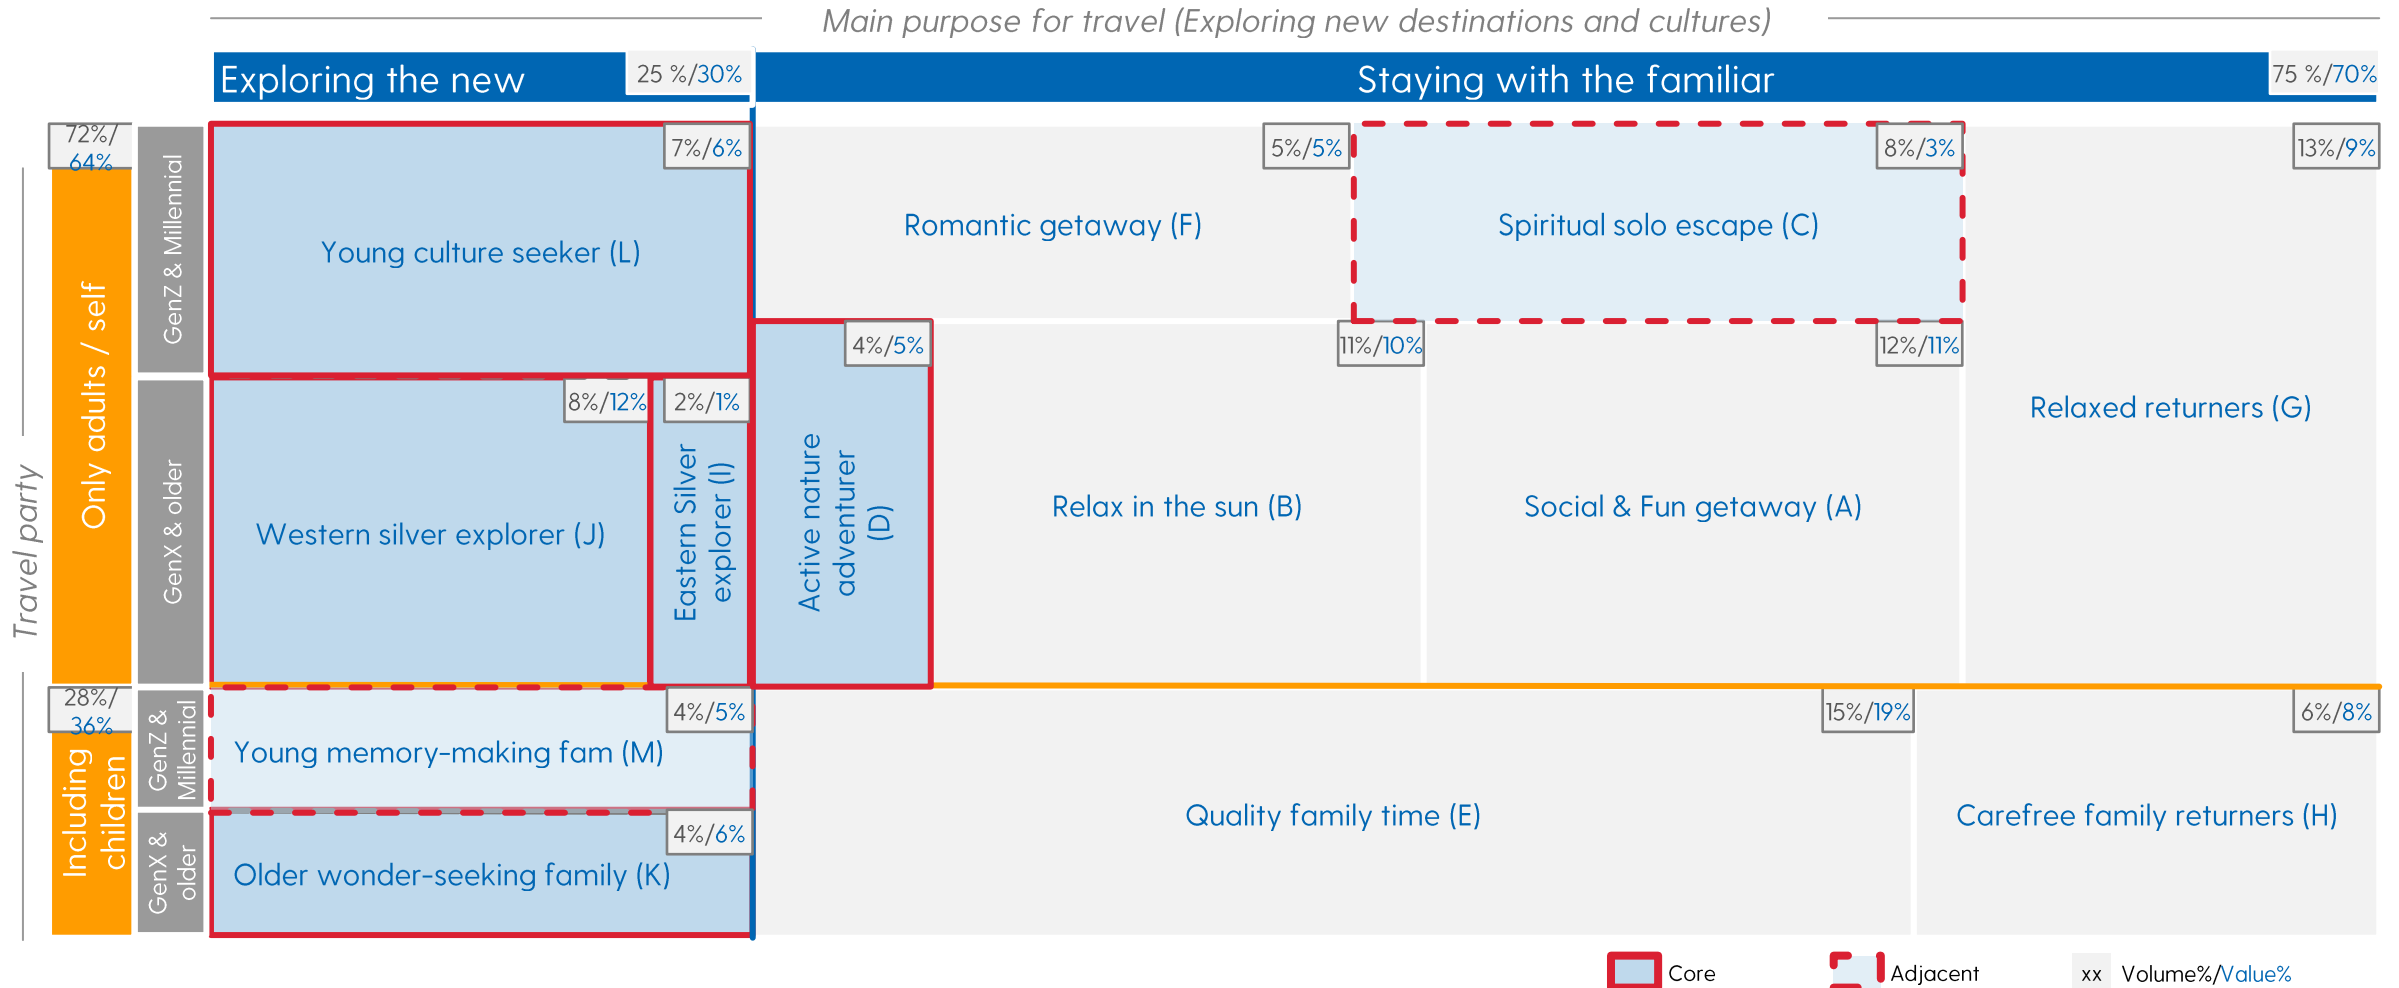 Main purpose for travel (Exploring new destinations and cultures)
Exploring the new
25 %/30%
Staying with the familiar
75 %/70%
Travel party
72%/
64%
Only adults / self
GenZ & Millennial
Young culture seeker (L)
7%/6%
Romantic getaway (F)
5%/5%
Spiritual solo escape (C)
8%/3%
13%/9%
Relaxed returners (G)
GenX & older
Western silver explorer (J)
8%/12%
Eastern Silver
explorer (I)
2%/1%
Active nature
adventurer
(D)
4%/5%
Relax in the sun (B)
11%/10%
Social & Fun getaway (A)
12%/11%
28%/
36%
Including
children
GenZ &
Millennial
Young memory-making fam (M)
4%/5%
GenX &
older
Older wonder-seeking family (K)
4%/6%
Quality family time (E)
15%/19%
Carefree family returners (H)
6%/8%
Core
Adjacent
xx
Volume%/Value%